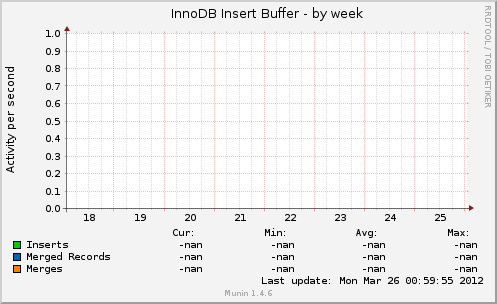 InnoDB Insert Buffer - by week
RRDTOOL / TOBI OETIKER
Activity per second
1.0
0.9
0.8
0.7
0.6
0.5
0.4
0.3
0.2
0.1
0.0
18 19 20 21 22 23 24 25
Cur: Min: Avg: Max:
Inserts -nan -nan -nan -nan
Merged Records -nan -nan -nan -nan
Merges -nan -nan -nan -nan
Last update: Mon Mar 26 00:59:55 2012
Munin 1.4.6